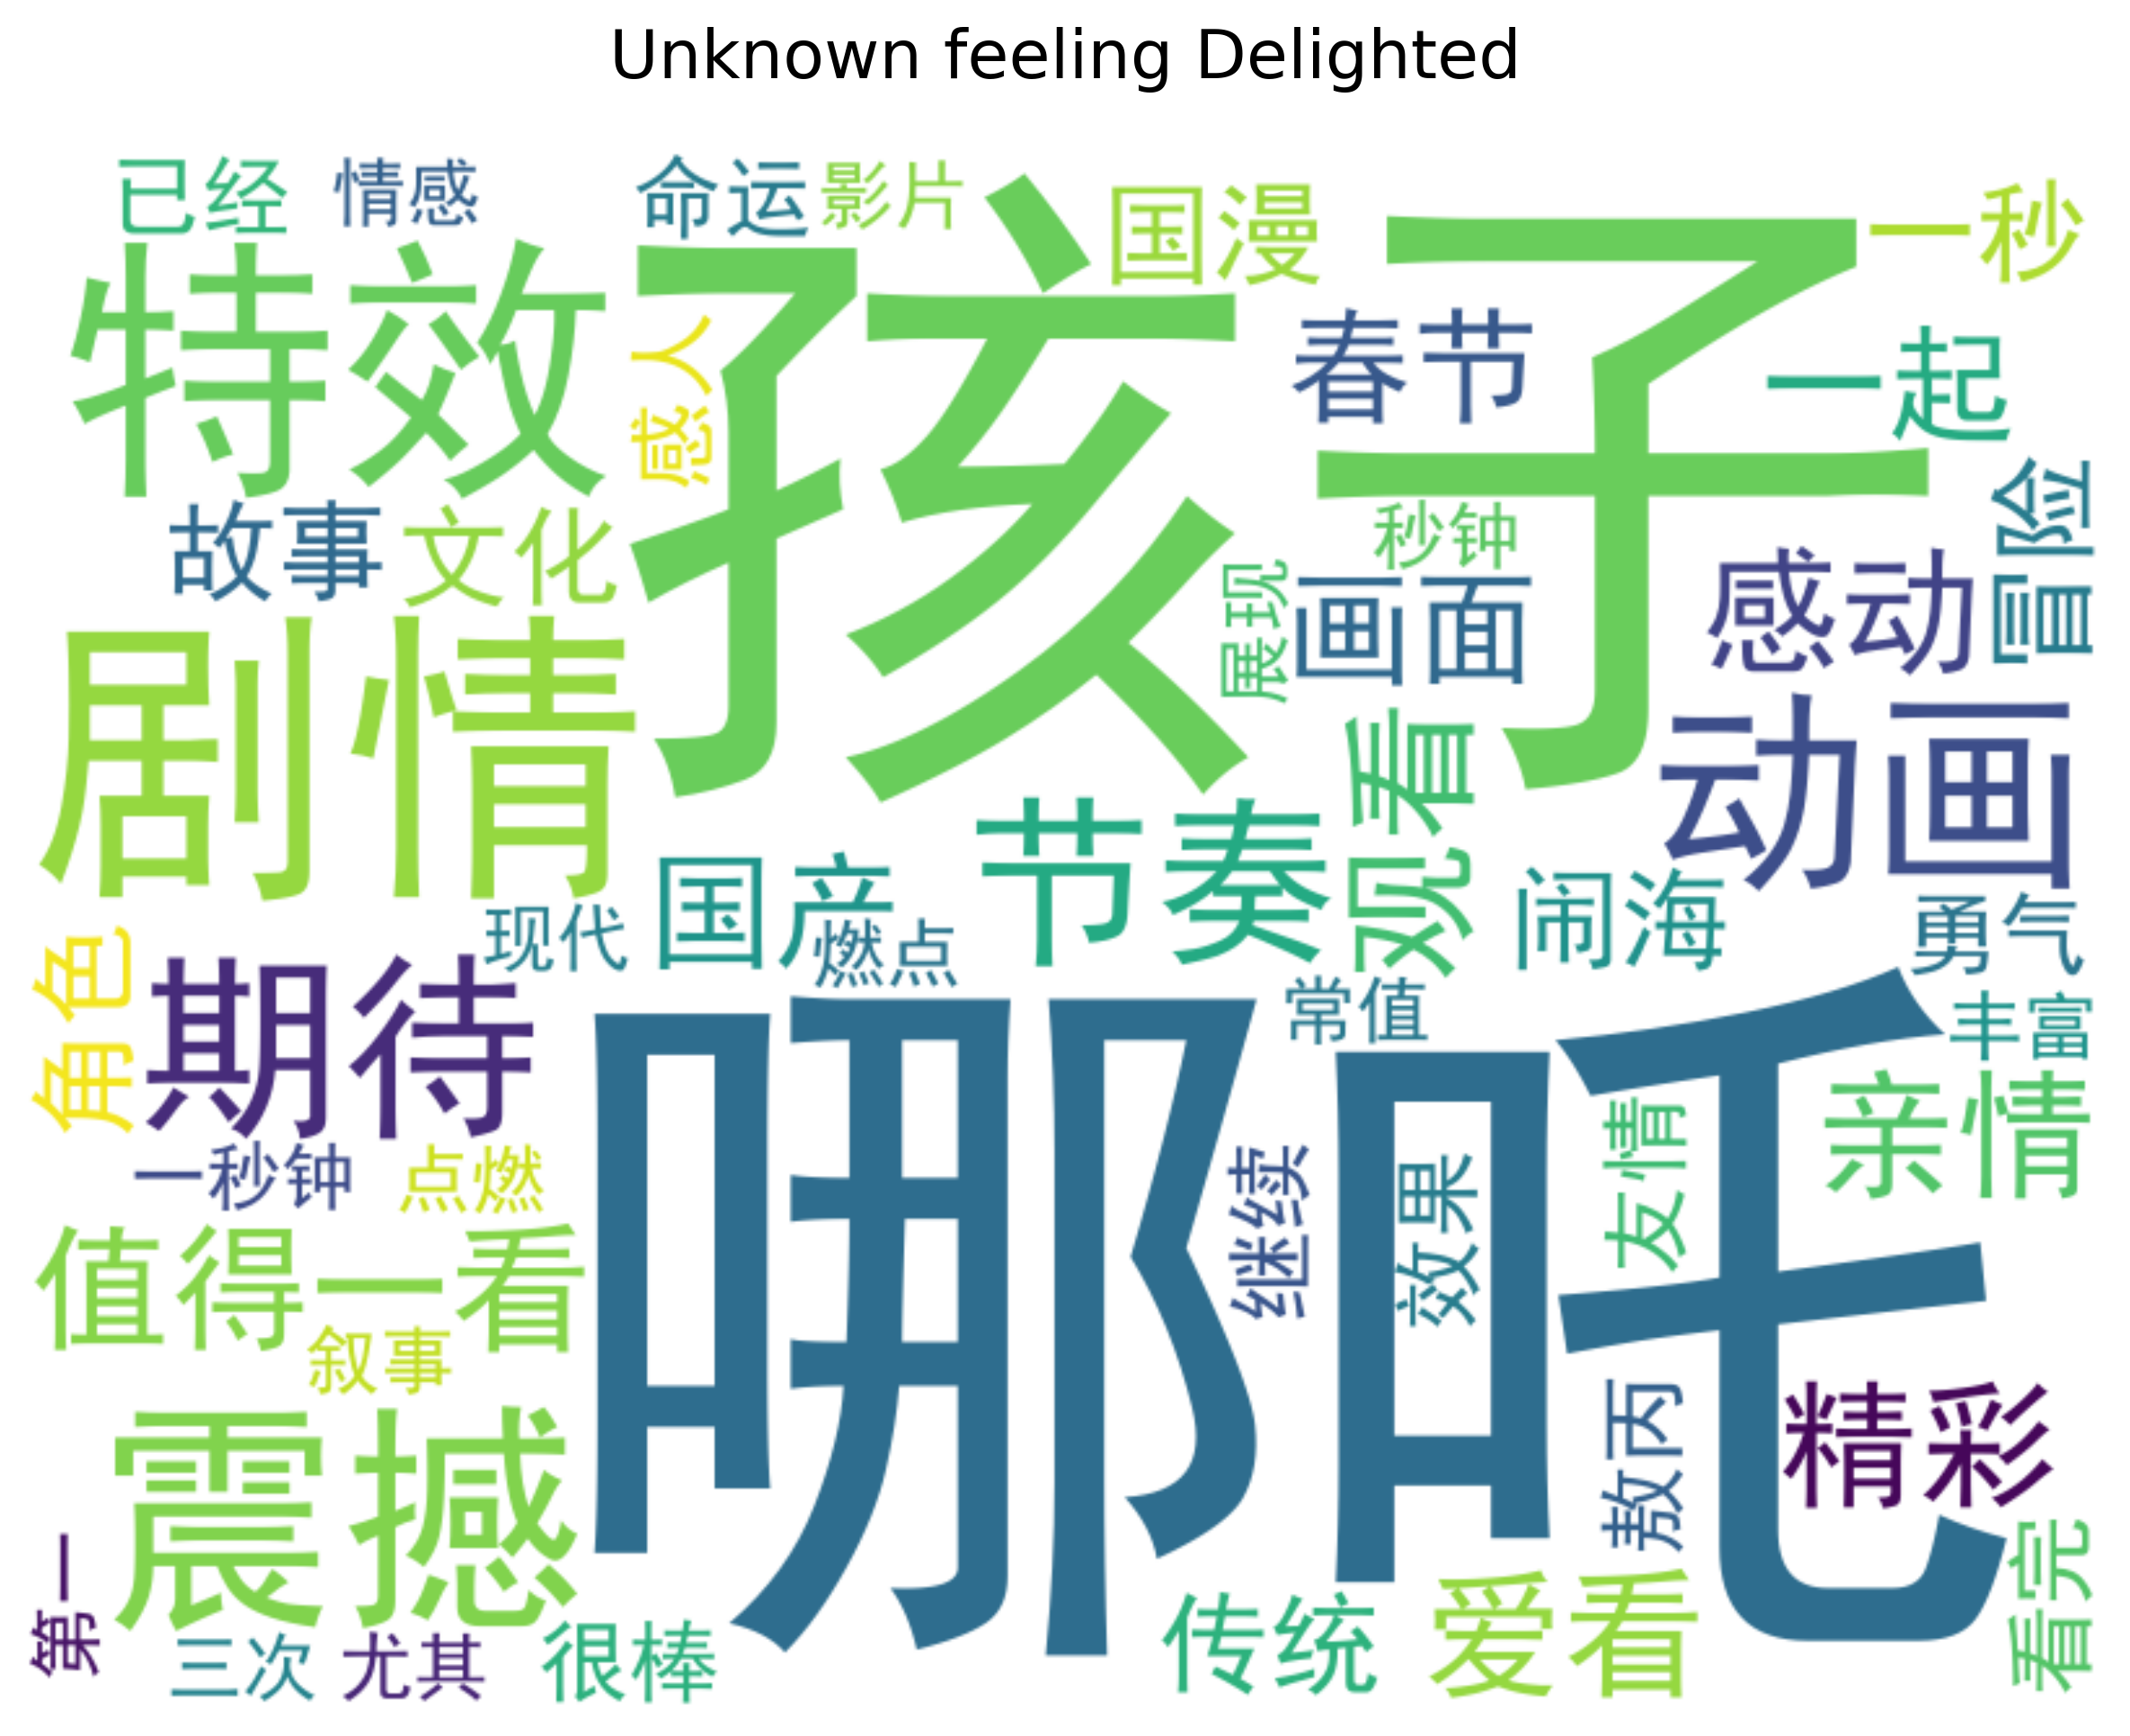 Unknown feeling Delighted
已经
情感
命运
影片
国漫
一秒
特效
感人
孩子
春节
一起
故事
文化
秒钟
冒险
展现
画面
感动
剧情
观看
动画
节奏
国产
现代
燃点
闹海
勇气
角色
期待
常值
丰富
哪吒
亲情
友情
一秒钟
点燃
继续
效果
值得一看
叙事
敖丙
精彩
震撼
第一
三次
尤其
很棒
传统
爱看
看完